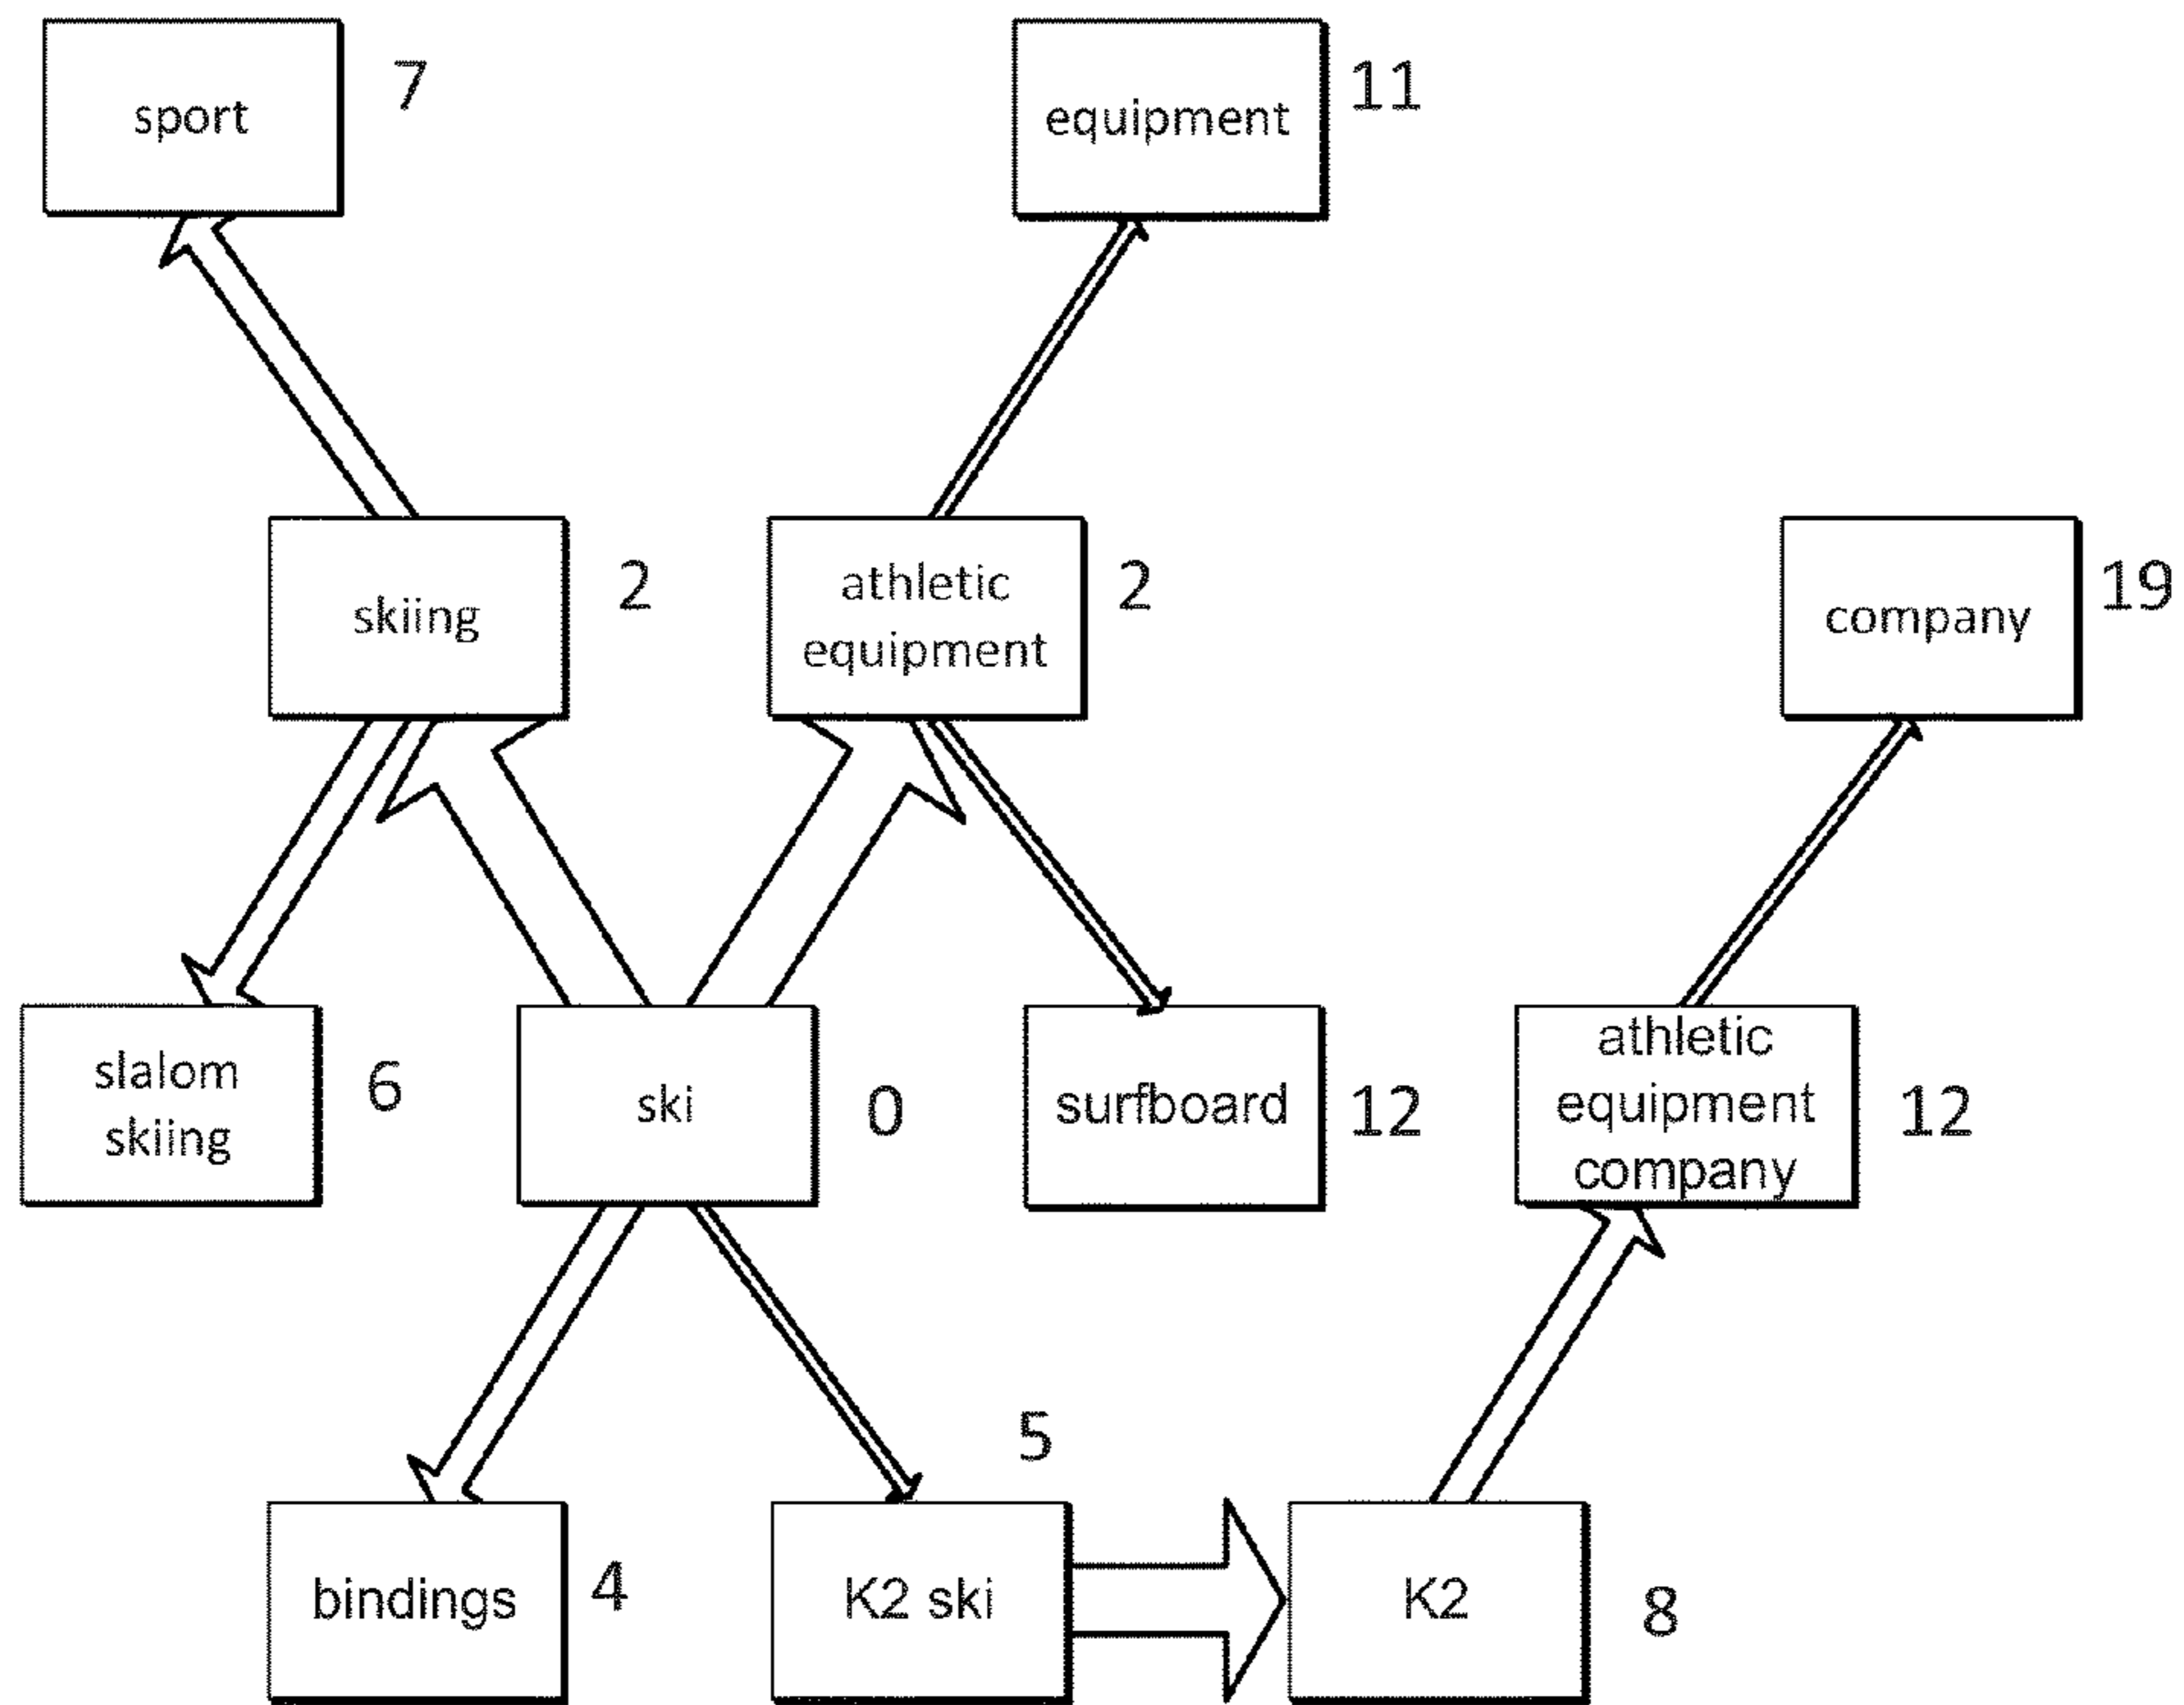 sport
7
equipment
11
skiing
2
athletic
equipment
2
company
19
slalom
skiing
6
ski
0
surfboard
12
athletic
equipment
company
12
bindings
4
K2 ski
5
K2
8